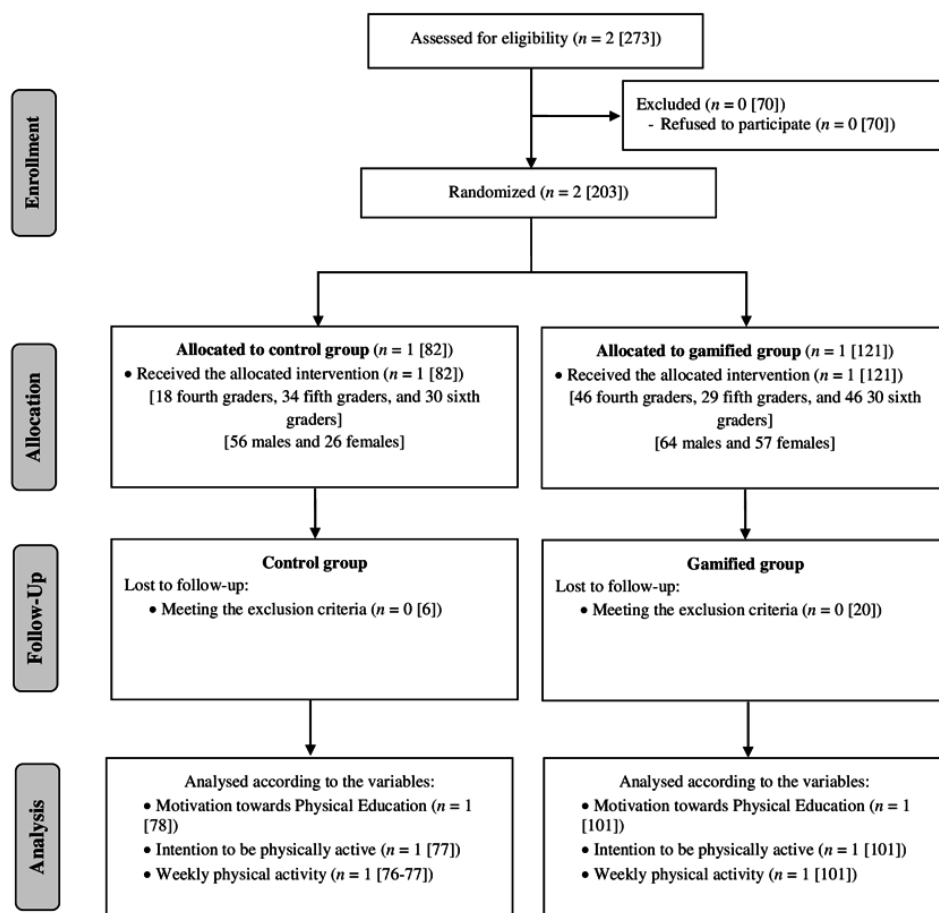 Assessed for eligibility (n = 2 [273])
Enrollment
Excluded (n = 0 [70])
- Refused to participate (n = 0 [70])
Randomized (n = 2 [203])
Allocation
Allocated to control group (n = 1 [82])
• Received the allocated intervention (n = 1 [82])
[18 fourth graders, 34 fifth graders, and 30 sixth
graders]
[56 males and 26 females]
Allocated to gamified group (n = 1 [121])
• Received the allocated intervention (n = 1 [121])
[46 fourth graders, 29 fifth graders, and 46 30 sixth
graders]
[64 males and 57 females]
Follow-Up
Control group
Lost to follow-up:
• Meeting the exclusion criteria (n = 0 [6])
Gamified group
Lost to follow-up:
• Meeting the exclusion criteria (n = 0 [20])
Analysis
Analysed according to the variables:
• Motivation towards Physical Education (n = 1
[78])
• Intention to be physically active (n = 1 [77])
• Weekly physical activity (n = 1 [76-77])
Analysed according to the variables:
• Motivation towards Physical Education (n = 1
[101])
• Intention to be physically active (n = 1 [101])
• Weekly physical activity (n = 1 [101])